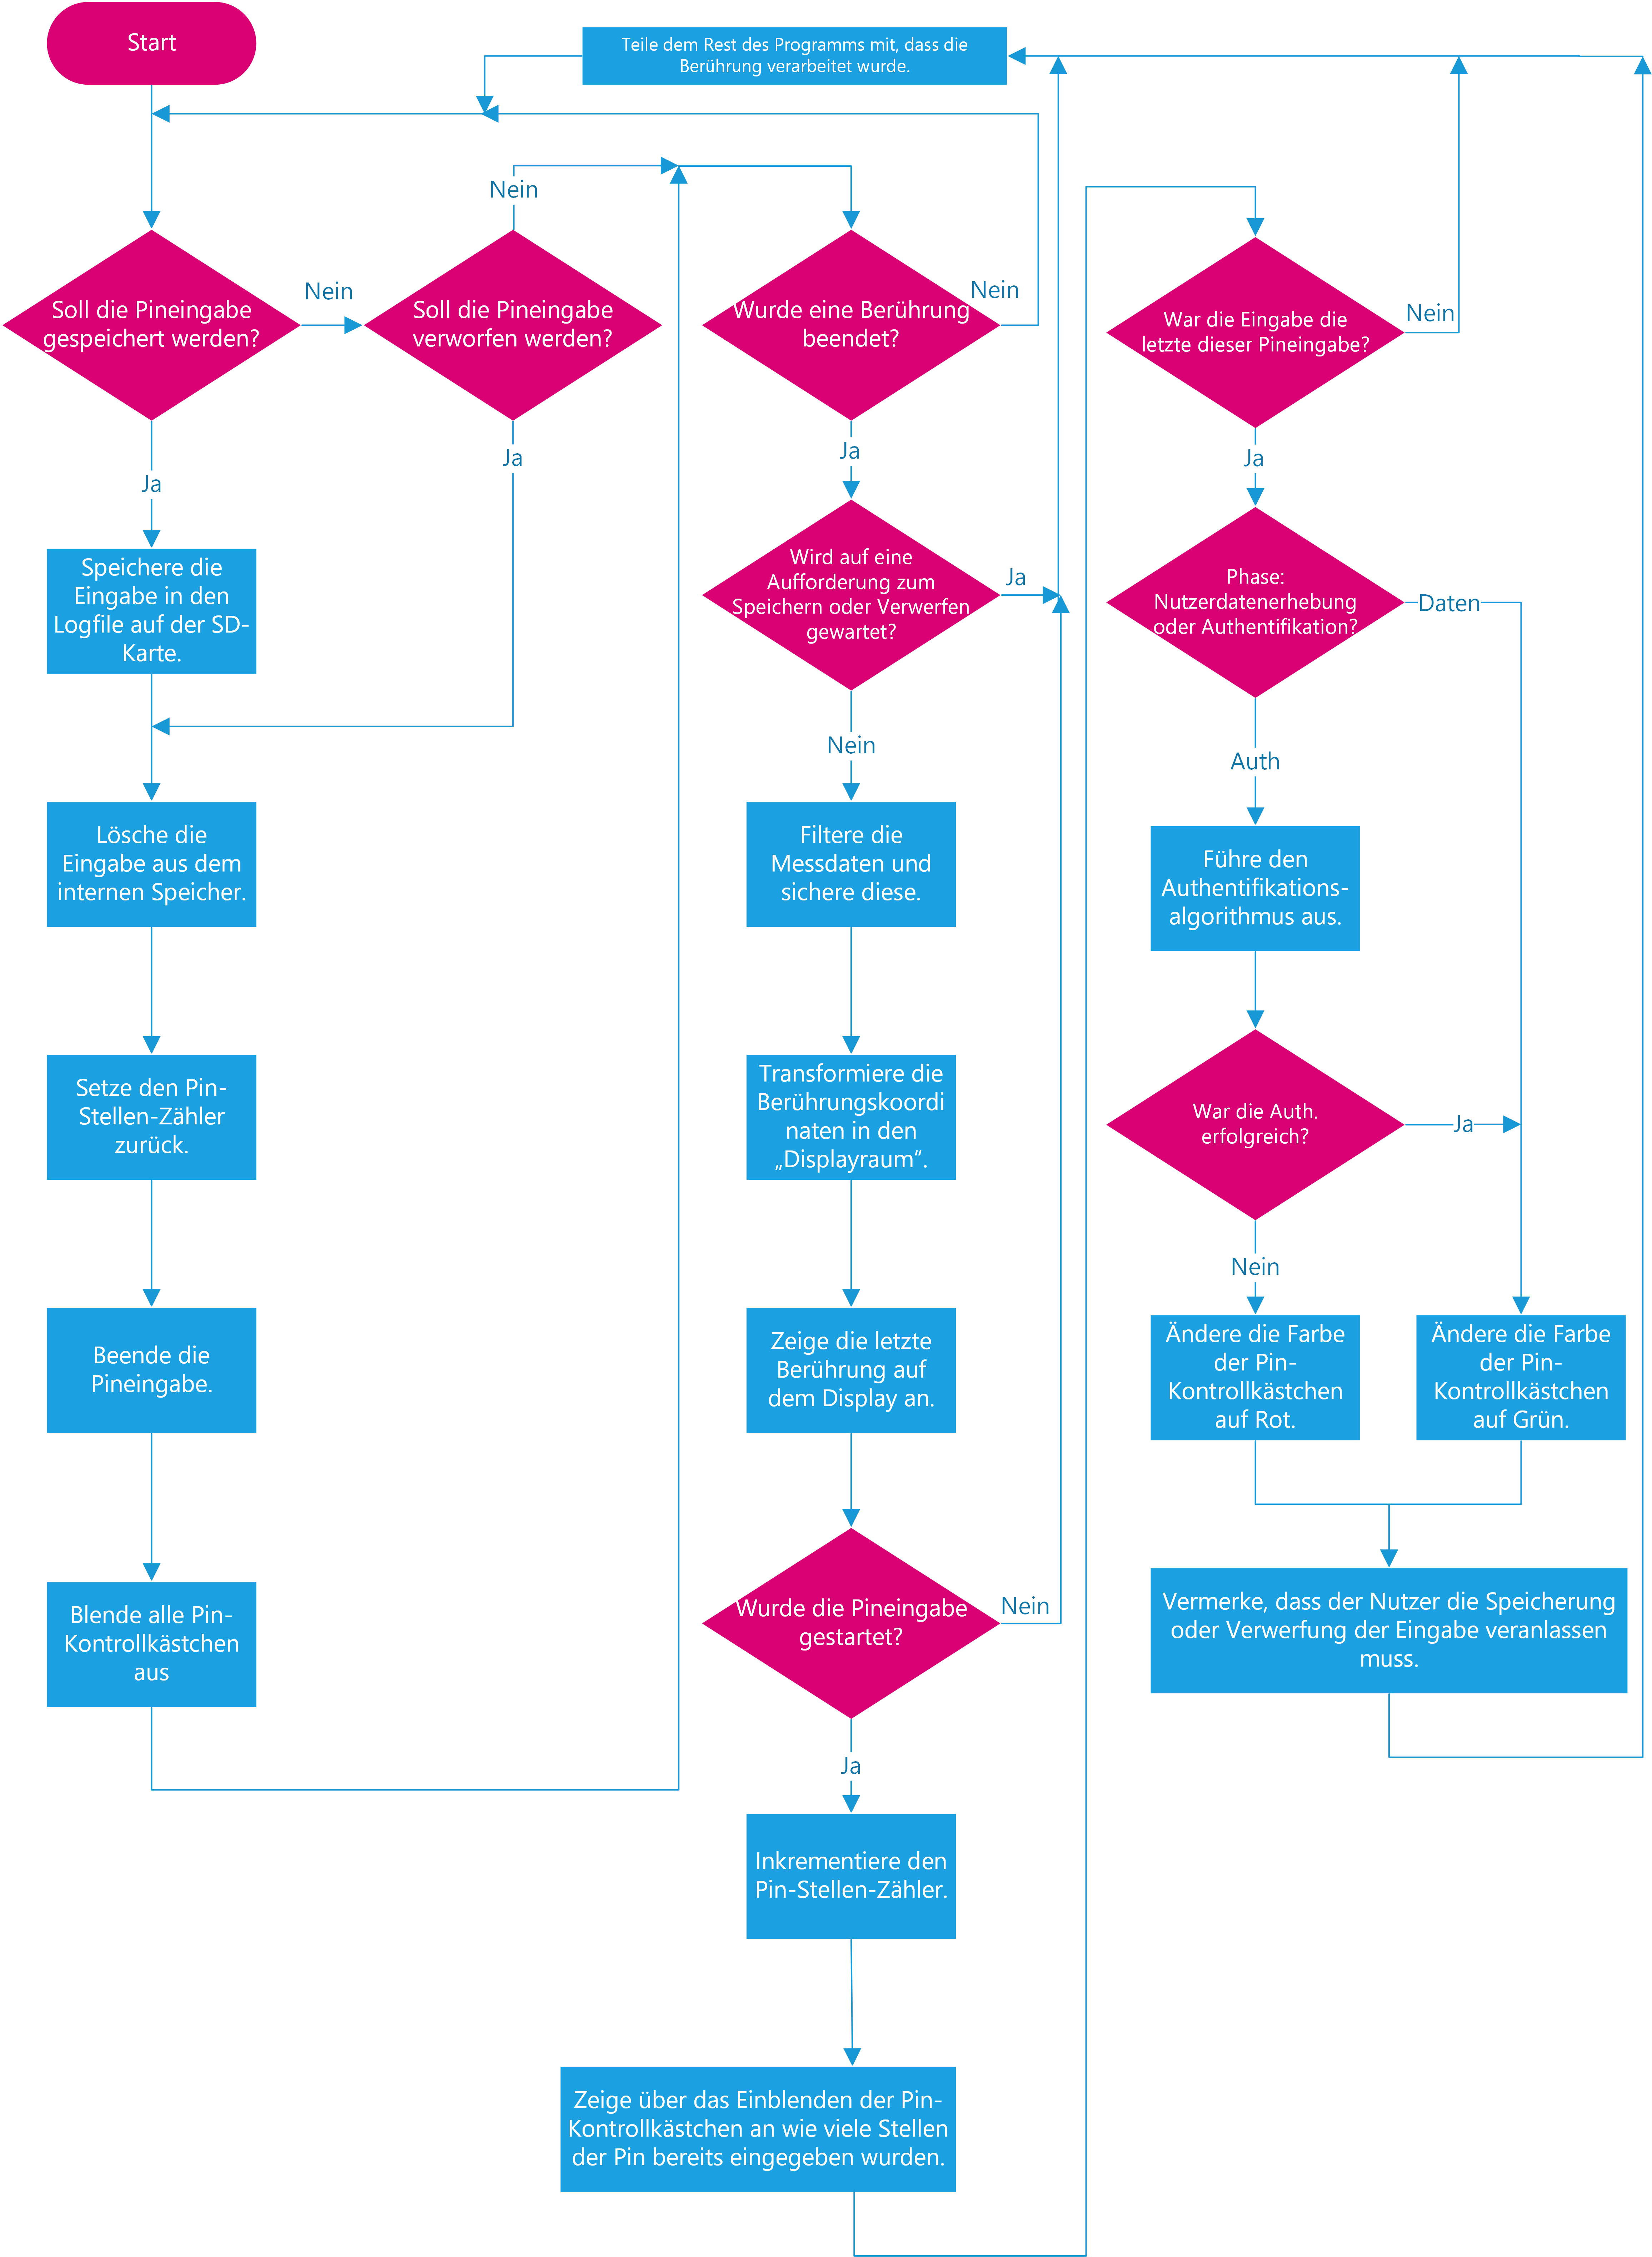 Start
Teile dem Rest des Programms mit, dass die
Berührung verarbeitet wurde.
Soll die Pineingabe
gespeichert werden?
Nein
Ja
Soll die Pineingabe
verworfen werden?
Nein
Ja
Speichere die
Eingabe in den
Logfile auf der SD-
Karte.
Lösche die
Eingabe aus dem
internen Speicher.
Setze den Pin-
Stellen-Zähler
zurück.
Beende die
Pineingabe.
Blende alle Pin-
Kontrollkästchen
aus
Wurde eine Berührung
beendet?
Nein
Ja
Wird auf eine
Aufforderung zum
Speichern oder Verwerfen
gewartet?
Ja
Nein
Filtere die
Messdaten und
sichere diese.
Transformiere die
Berührungskoordi
naten in den
„Displayraum“.
Zeige die letzte
Berührung auf
dem Display an.
Wurde die Pineingabe
gestartet?
Nein
Ja
Inkrementiere den
Pin-Stellen-Zähler.
Zeige über das Einblenden der Pin-
Kontrollkästchen an wie viele Stellen
der Pin bereits eingegeben wurden.
War die Eingabe die
letzte dieser Pineingabe?
Nein
Ja
Phase:
Nutzerdatenerhebung
oder Authentifikation?
Daten
Auth
Führe den
Authentifikations-
algorithmus aus.
War die Auth.
erfolgreich?
Ja
Nein
Ändere die Farbe
der Pin-
Kontrollkästchen
auf Rot.
Ändere die Farbe
der Pin-
Kontrollkästchen
auf Grün.
Vermerke, dass der Nutzer die Speicherung
oder Verwerfung der Eingabe veranlassen
muss.